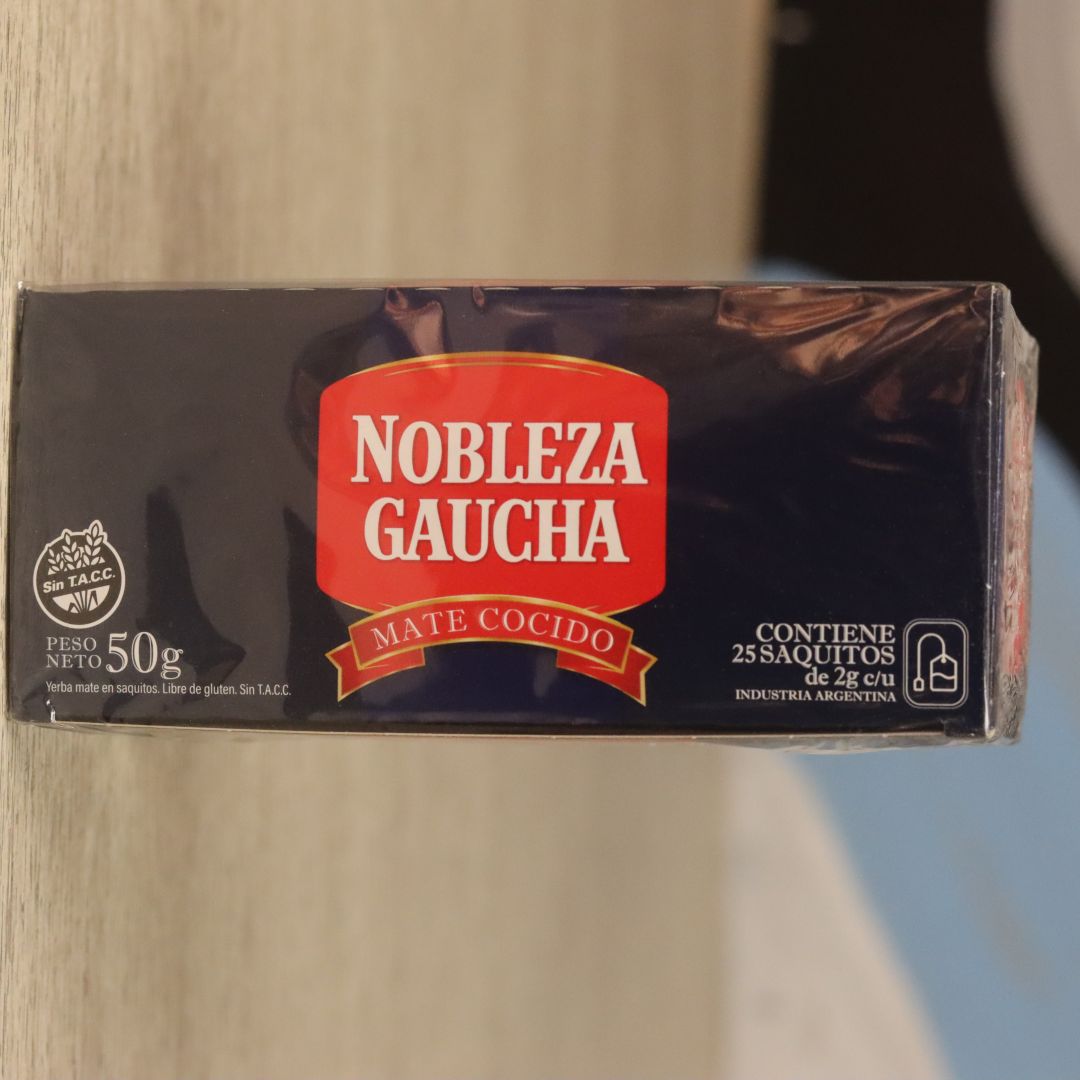 NOBLEZA
GAUCHA
MATE COCIDO
Sin T.A.C.C.
PESO
NETO 50g
Yerba mate en saquitos. Libre de gluten. Sin T.A.C.C.
CONTIENE
25 SAQUITOS
de 2g c/u
INDUSTRIA ARGENTINA